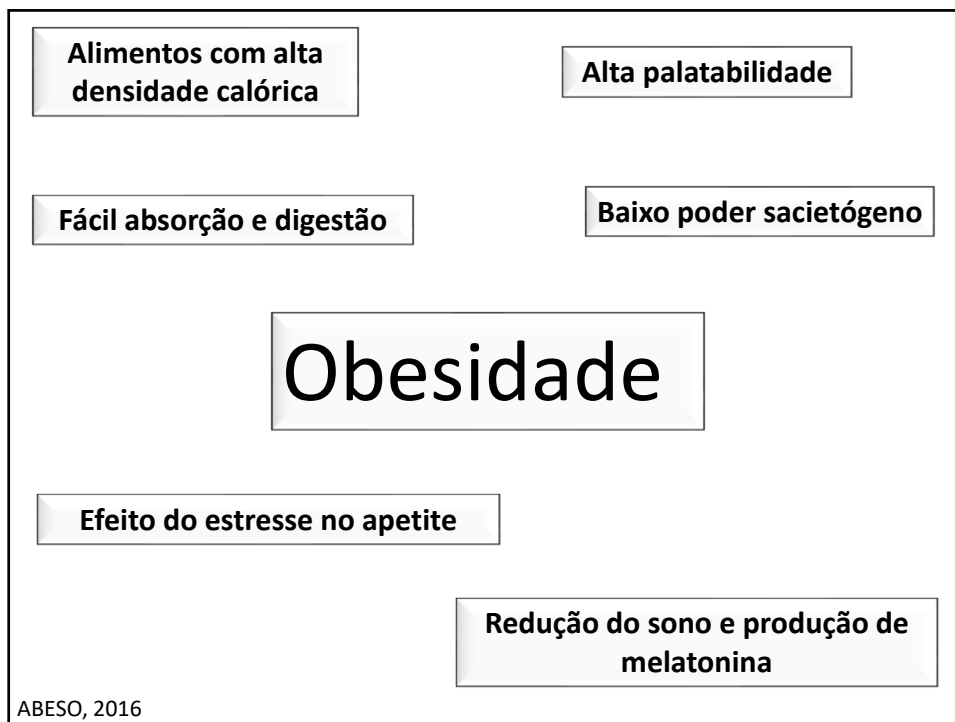 Alimentos com alta
densidade calórica
Alta palatabilidade
Fácil absorção e digestão
Baixo poder sacietógeno
Obesidade
Efeito do estresse no apetite
Redução do sono e produção de
melatonina
ABESO, 2016